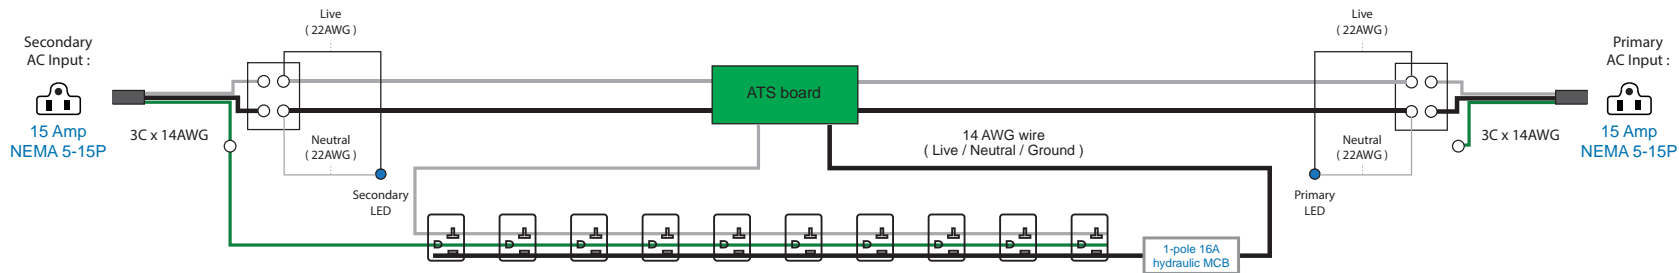 Secondary
AC Input :
15 Amp
NEMA 5-15P
3C x 14AWG
Live
( 22AWG )
Neutral
( 22AWG )
Secondary
LED
ATS board
14 AWG wire
( Live / Neutral / Ground )
1-pole 16A
hydraulic MCB
Live
( 22AWG )
Neutral
( 22AWG )
Primary
LED
3C x 14AWG
Primary
AC Input :
15 Amp
NEMA 5-15P